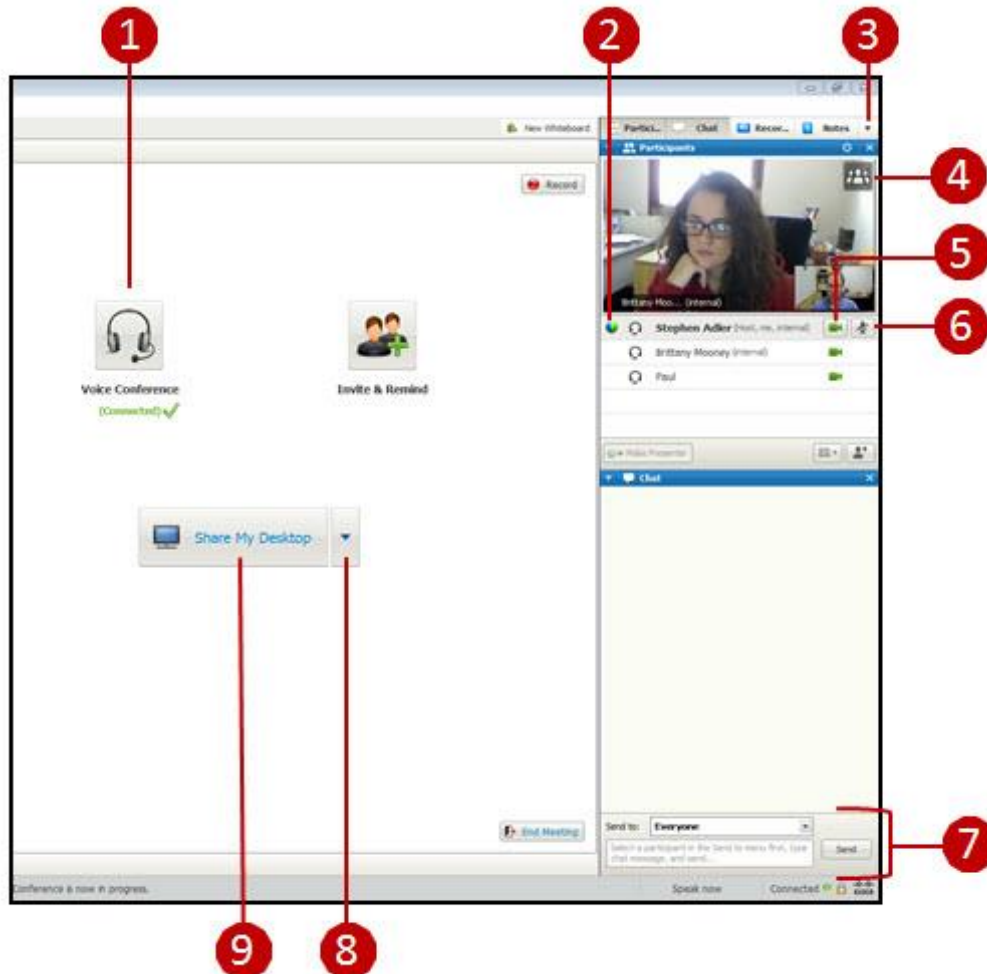 1
2
3
New Whiteboard
Partici...
Chat
Recor...
Notes
Participants
4
Record
5
Brittany Moo... (internal)
Stephen Adler (Host, me, internal)
6
Brittany Mooney (internal)
Paul
Voice Conference
(Connected)
Invite & Remind
Make Presenter
Chat
Share My Desktop
Send to:
Everyone
End Meeting
Select a participant in the Send to menu first, type
chat message, and send...
Send
7
Conference is now in progress.
Speak now
Connected
9
8